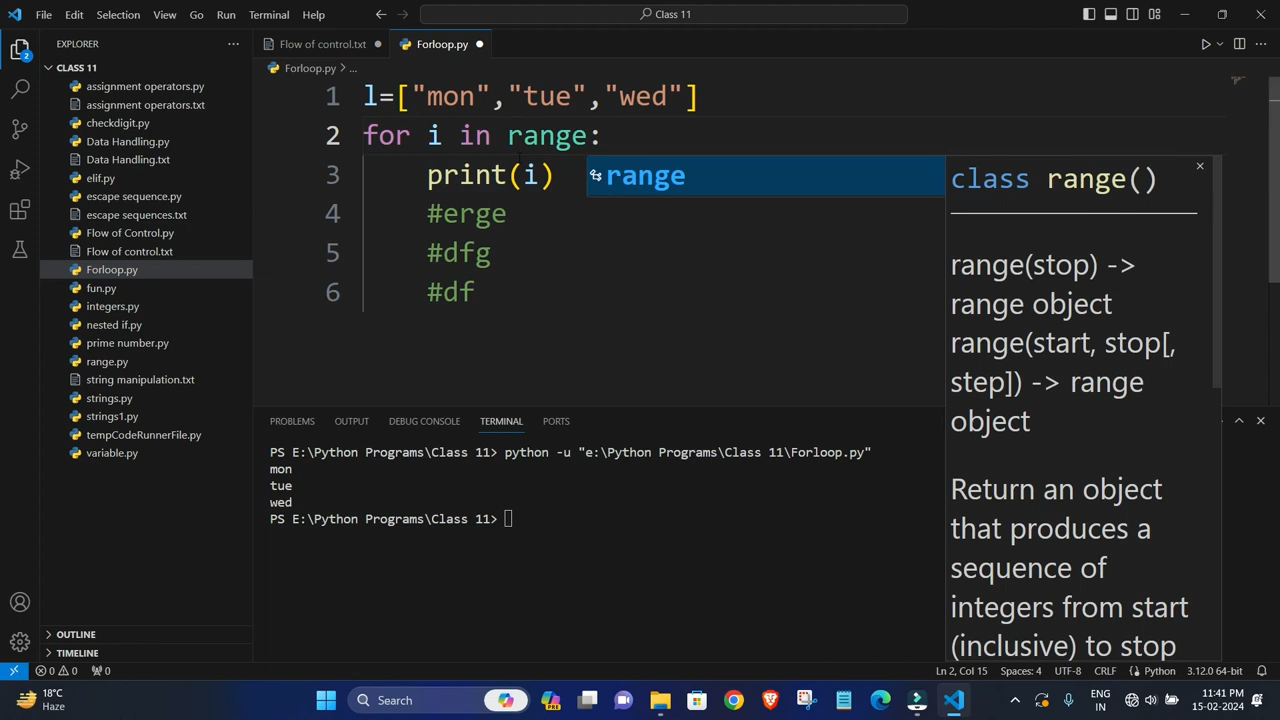 File Edit Selection View Go Run Terminal Help
Class 11
EXPLORER
CLASS 11
assignment operators.py
assignment operators.txt
checkdigit.py
Data Handling.py
Data Handling.txt
elif.py
escape sequence.py
escape sequences.txt
Flow of Control.py
Flow of control.txt
Forloop.py
fun.py
integers.py
nested if.py
prime number.py
range.py
string manipulation.txt
strings.py
strings1.py
tempCodeRunnerFile.py
variable.py
OUTLINE
TIMELINE
2
Flow of control.txt
Forloop.py
Forloop.py > ...
1 l=["mon","tue","wed"]
2 for i in range:
3 print(i)
4 #erge
5 #dfg
6 #df
range
class range()
range(stop) ->
range object
range(start, stop[,
step]) -> range
object
Return an object
that produces a
sequence of
integers from start
(inclusive) to stop
PROBLEMS OUTPUT DEBUG CONSOLE TERMINAL PORTS
PS E:\Python Programs\Class 11> python -u "e:\Python Programs\Class 11\Forloop.py"
mon
tue
wed
PS E:\Python Programs\Class 11>
0 0 0
Ln 2, Col 15 Spaces: 4 UTF-8 CRLF Python 3.12.0 64-bit
18°C
Haze
Search
PRE
ENG
IN
11:41 PM
15-02-2024